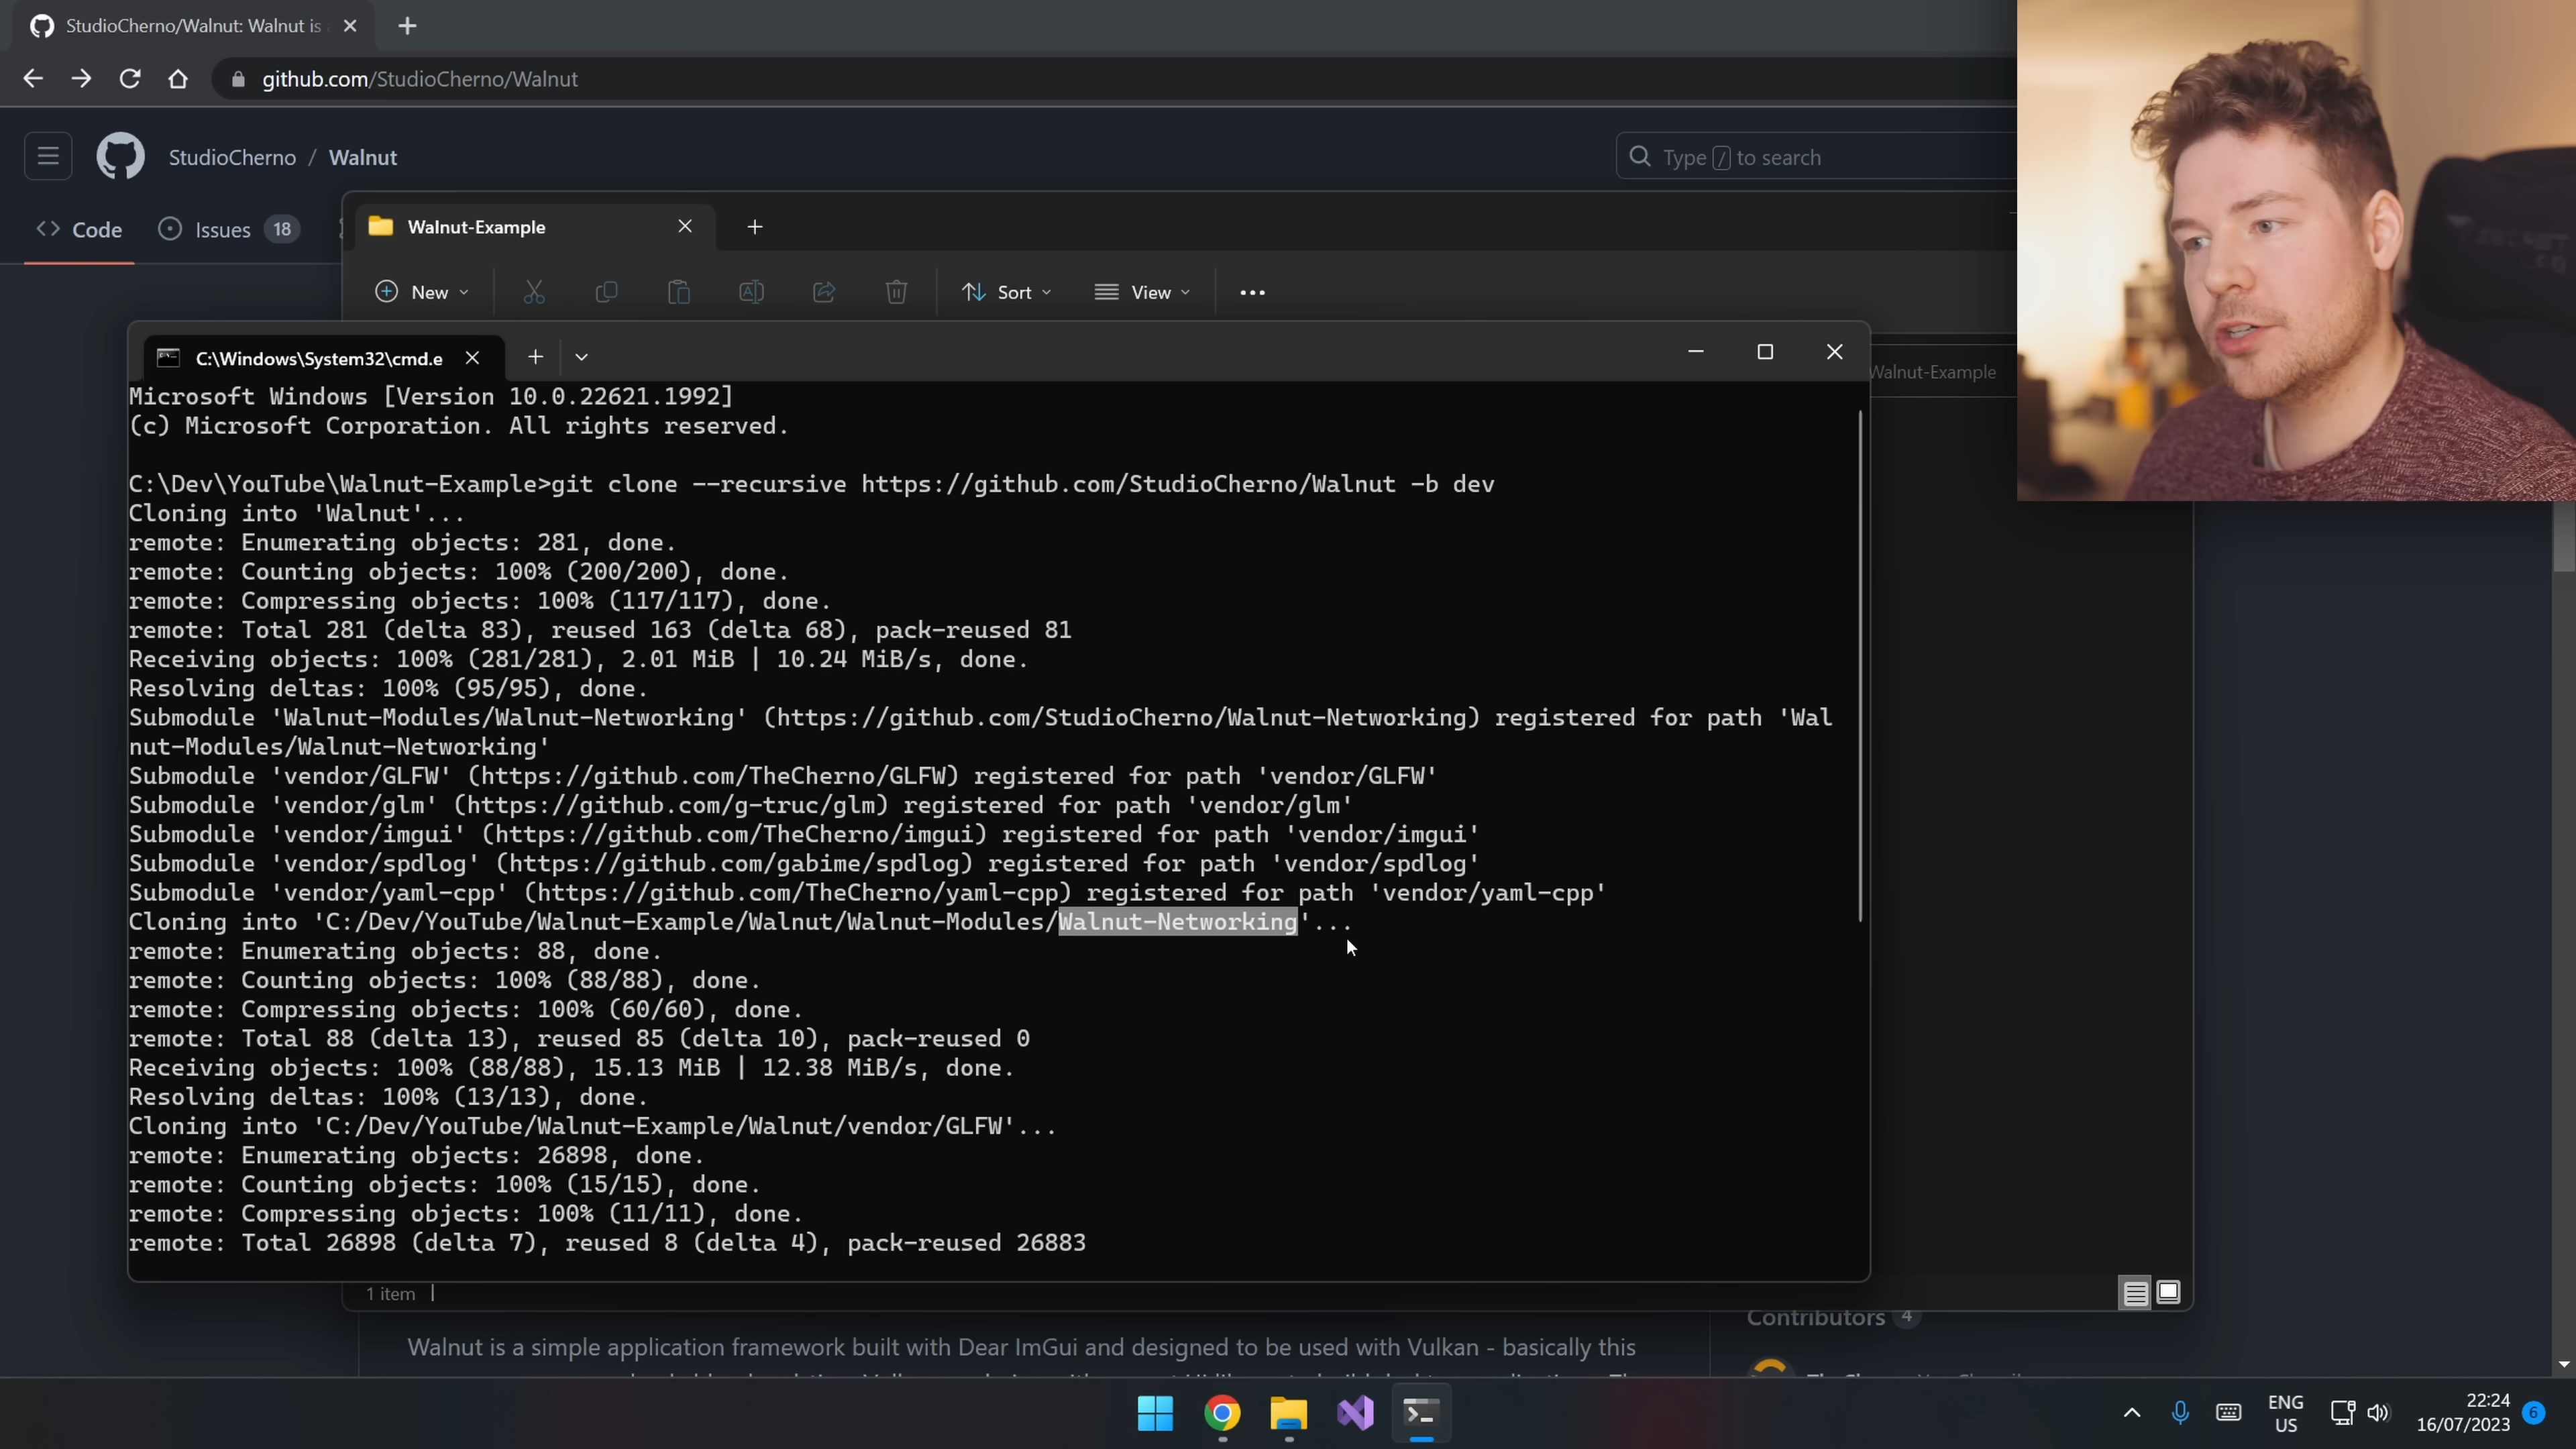 StudioCherno/Walnut: Walnut is
github.com/StudioCherno/Walnut
StudioCherno / Walnut
Type / to search
Code
Issues 18
Walnut-Example
New
Sort
View
Walnut-Example
C:\Windows\System32\cmd.e
Microsoft Windows [Version 10.0.22621.1992]
(c) Microsoft Corporation. All rights reserved.
C:\Dev\YouTube\Walnut-Example>git clone --recursive https://github.com/StudioCherno/Walnut -b dev
Cloning into 'Walnut'...
remote: Enumerating objects: 281, done.
remote: Counting objects: 100% (200/200), done.
remote: Compressing objects: 100% (117/117), done.
remote: Total 281 (delta 83), reused 163 (delta 68), pack-reused 81
Receiving objects: 100% (281/281), 2.01 MiB | 10.24 MiB/s, done.
Resolving deltas: 100% (95/95), done.
Submodule 'Walnut-Modules/Walnut-Networking' (https://github.com/StudioCherno/Walnut-Networking) registered for path 'Wal
nut-Modules/Walnut-Networking'
Submodule 'vendor/GLFW' (https://github.com/TheCherno/GLFW) registered for path 'vendor/GLFW'
Submodule 'vendor/glm' (https://github.com/g-truc/glm) registered for path 'vendor/glm'
Submodule 'vendor/imgui' (https://github.com/TheCherno/imgui) registered for path 'vendor/imgui'
Submodule 'vendor/spdlog' (https://github.com/gabime/spdlog) registered for path 'vendor/spdlog'
Submodule 'vendor/yaml-cpp' (https://github.com/TheCherno/yaml-cpp) registered for path 'vendor/yaml-cpp'
Cloning into 'C:/Dev/YouTube/Walnut-Example/Walnut/Walnut-Modules/Walnut-Networking'...
remote: Enumerating objects: 88, done.
remote: Counting objects: 100% (88/88), done.
remote: Compressing objects: 100% (60/60), done.
remote: Total 88 (delta 13), reused 85 (delta 10), pack-reused 0
Receiving objects: 100% (88/88), 15.13 MiB | 12.38 MiB/s, done.
Resolving deltas: 100% (13/13), done.
Cloning into 'C:/Dev/YouTube/Walnut-Example/Walnut/vendor/GLFW'...
remote: Enumerating objects: 26898, done.
remote: Counting objects: 100% (15/15), done.
remote: Compressing objects: 100% (11/11), done.
remote: Total 26898 (delta 7), reused 8 (delta 4), pack-reused 26883
1 item
Contributors 4
Walnut is a simple application framework built with Dear ImGui and designed to be used with Vulkan - basically this
ENG
US
22:24
16/07/2023
6